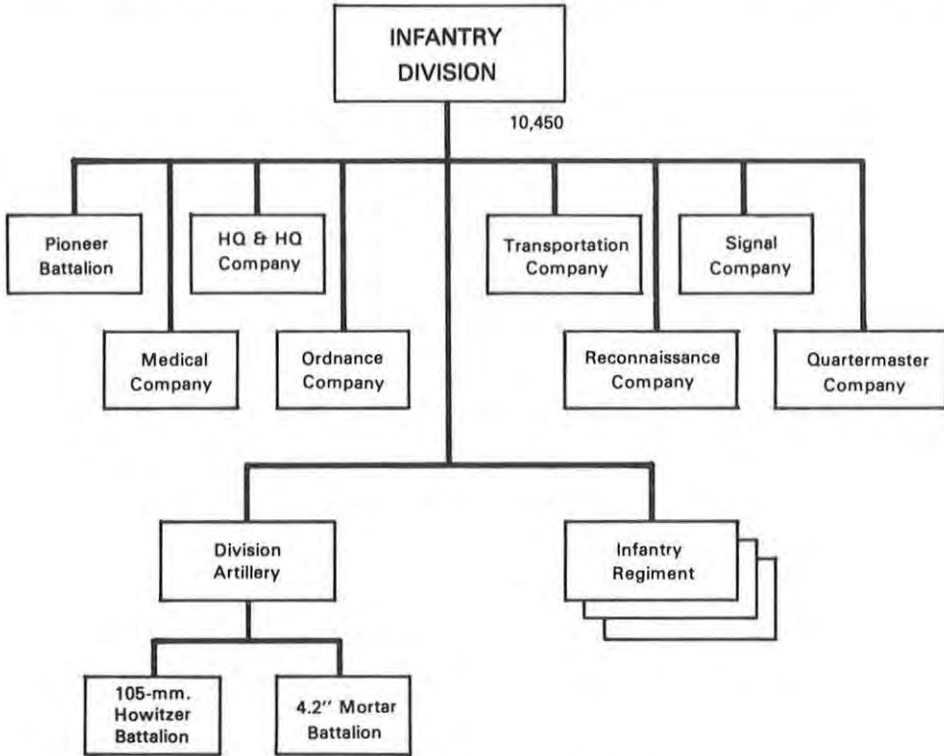 INFANTRY
DIVISION
10,450
Pioneer
Battalion
HQ & HQ
Company
Transportation
Company
Signal
Company
Medical
Company
Ordnance
Company
Reconnaissance
Company
Quartermaster
Company
Division
Artillery
Infantry
Regiment
105-mm.
Howitzer
Battalion
4.2″ Mortar
Battalion